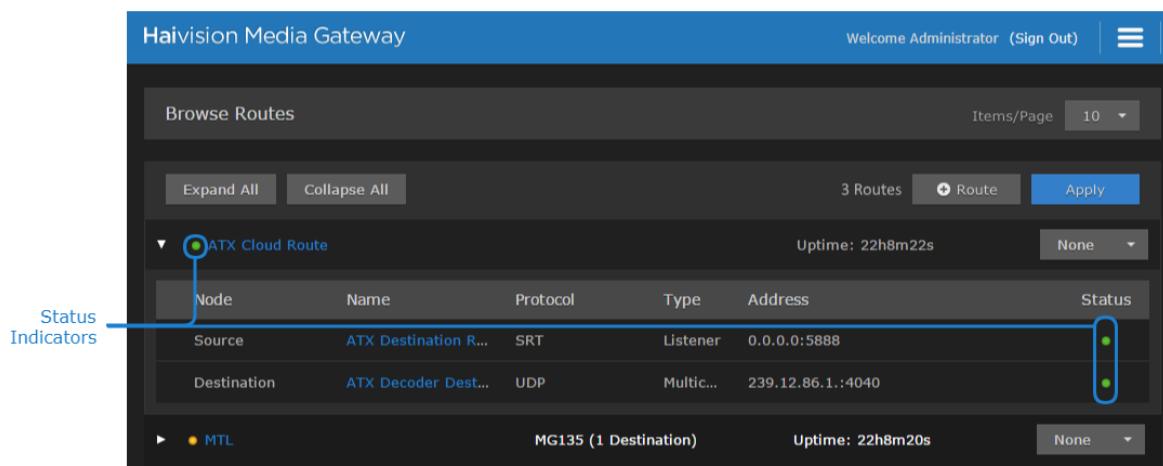 Haivision Media Gateway
Welcome Administrator (Sign Out)
Browse Routes
Items/Page 10
Expand All Collapse All 3 Routes Route Apply
ATX Cloud Route Uptime: 22h8m22s None
Node Name Protocol Type Address Status
Status
Indicators
Source ATX Destination R... SRT Listener 0.0.0.0:5888
Destination ATX Decoder Dest... UDP Multic... 239.12.86.1.:4040
MTL MG135 (1 Destination) Uptime: 22h8m20s None